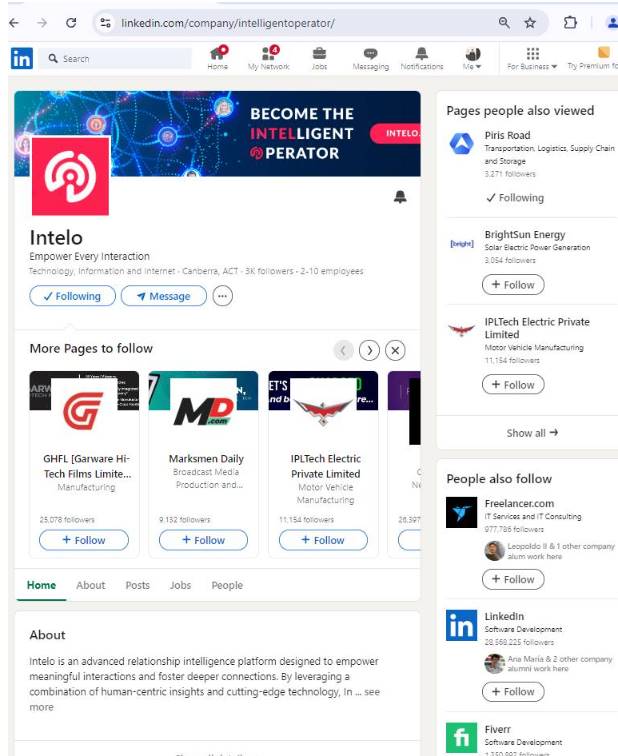 linkedin.com/company/intelligentoperator/
in
Search
4
Home
My Network
Jobs
Messaging
Notifications
Me
For Business
Try Premium fo
BECOME THE
INTELLIGENT
OPERATOR
INTELO.
Intelo
Empower Every Interaction
Technology, Information and Internet · Canberra, ACT · 3K followers · 2-10 employees
Following
Message
More Pages to follow
GHFL [Garware Hi-
Tech Films Limite...
Manufacturing
25,078 followers
+ Follow
MD
.com
Marksmen Daily
Broadcast Media
Production and...
9,132 followers
+ Follow
ET'S
re...
IPLTech Electric
Private Limited
Motor Vehicle
Manufacturing
11,154 followers
+ Follow
26,397
Home
About
Posts
Jobs
People
About
Intelo is an advanced relationship intelligence platform designed to empower
meaningful interactions and foster deeper connections. By leveraging a
combination of human-centric insights and cutting-edge technology, In ... see
more
Pages people also viewed
Piris Road
Transportation, Logistics, Supply Chain
and Storage
3,271 followers
Following
[bright]
BrightSun Energy
Solar Electric Power Generation
3,054 followers
+ Follow
IPLTech Electric Private
Limited
Motor Vehicle Manufacturing
11,154 followers
+ Follow
Show all
People also follow
Freelancer.com
IT Services and IT Consulting
977,786 followers
Leopoldo II & 1 other company
alum work here
+ Follow
in
LinkedIn
Software Development
28,568,225 followers
Ana Maria & 2 other company
alumni work here
+ Follow
fi
Fiverr
Software Development